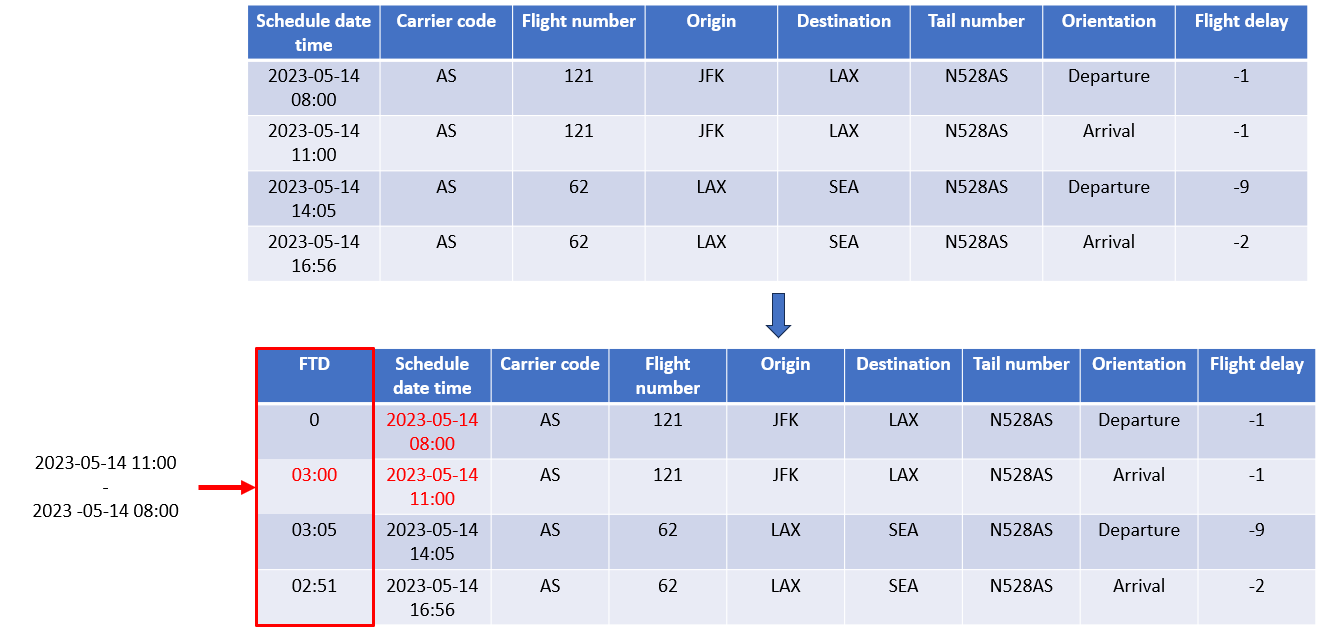 Schedule date time Carrier code Flight number Origin Destination Tail number Orientation Flight delay
2023-05-14 08:00 AS 121 JFK LAX N528AS Departure -1
2023-05-14 11:00 AS 121 JFK LAX N528AS Arrival -1
2023-05-14 14:05 AS 62 LAX SEA N528AS Departure -9
2023-05-14 16:56 AS 62 LAX SEA N528AS Arrival -2
FTD Schedule date time Carrier code Flight number Origin Destination Tail number Orientation Flight delay
0 2023-05-14 08:00 AS 121 JFK LAX N528AS Departure -1
2023-05-14 11:00
-
2023 -05-14 08:00
03:00 2023-05-14 11:00 AS 121 JFK LAX N528AS Arrival -1
03:05 2023-05-14 14:05 AS 62 LAX SEA N528AS Departure -9
02:51 2023-05-14 16:56 AS 62 LAX SEA N528AS Arrival -2